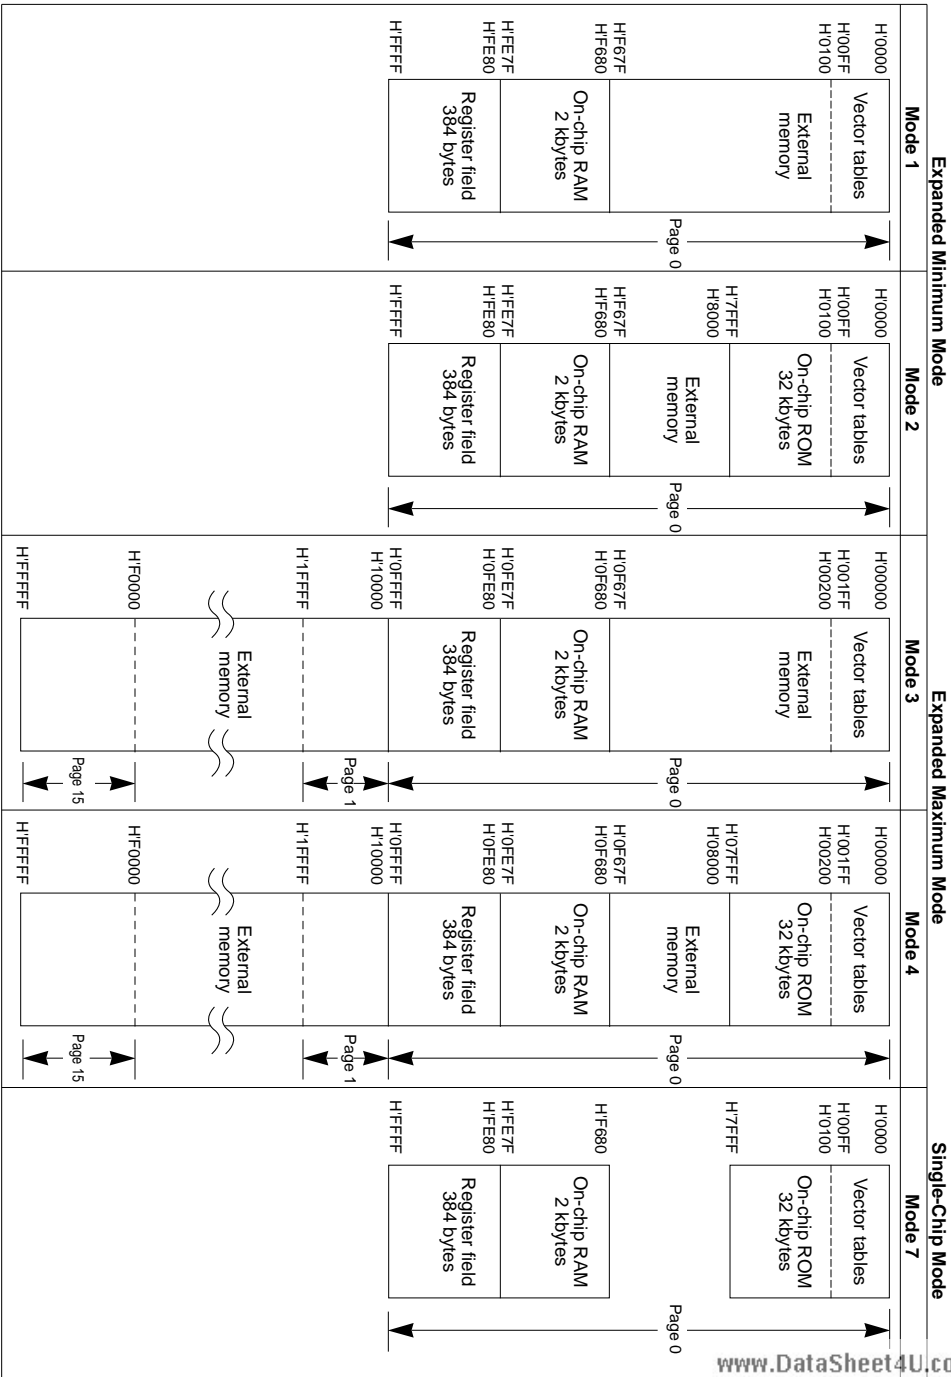 Expanded Minimum Mode
Expanded Maximum Mode
Single-Chip Mode
Mode 1
H'0000
Vector tables
H'00FF
H'0100
External
memory
H'F67F
H'F680
On-chip RAM
2 kbytes
H'FE7F
H'FE80
Register field
384 bytes
H'FFFF
Page 0
Mode 2
H'0000
Vector tables
H'00FF
H'0100
On-chip ROM
32 kbytes
H'7FFF
H'8000
External
memory
H'F67F
H'F680
On-chip RAM
2 kbytes
H'FE7F
H'FE80
Register field
384 bytes
H'FFFF
Page 0
Mode 3
H'00000
Vector tables
H'001FF
H'00200
External
memory
H'0F67F
H'0F680
On-chip RAM
2 kbytes
H'0FE7F
H'0FE80
Register field
384 bytes
H'0FFFF
H'10000
H'1FFFF
External
memory
H'F0000
H'FFFFF
Page 0
Page 1
Page 15
Mode 4
H'00000
Vector tables
H'001FF
H'00200
On-chip ROM
32 kbytes
H'07FFF
H'08000
External
memory
H'0F67F
H'0F680
On-chip RAM
2 kbytes
H'0FE7F
H'0FE80
Register field
384 bytes
H'0FFFF
H'10000
H'1FFFF
External
memory
H'F0000
H'FFFFF
Page 0
Page 1
Page 15
Mode 7
H'0000
Vector tables
H'00FF
H'0100
On-chip ROM
32 kbytes
H'7FFF
H'F680
On-chip RAM
2 kbytes
H'FE7F
H'FE80
Register field
384 bytes
H'FFFF
Page 0
www.DataSheet4U.co